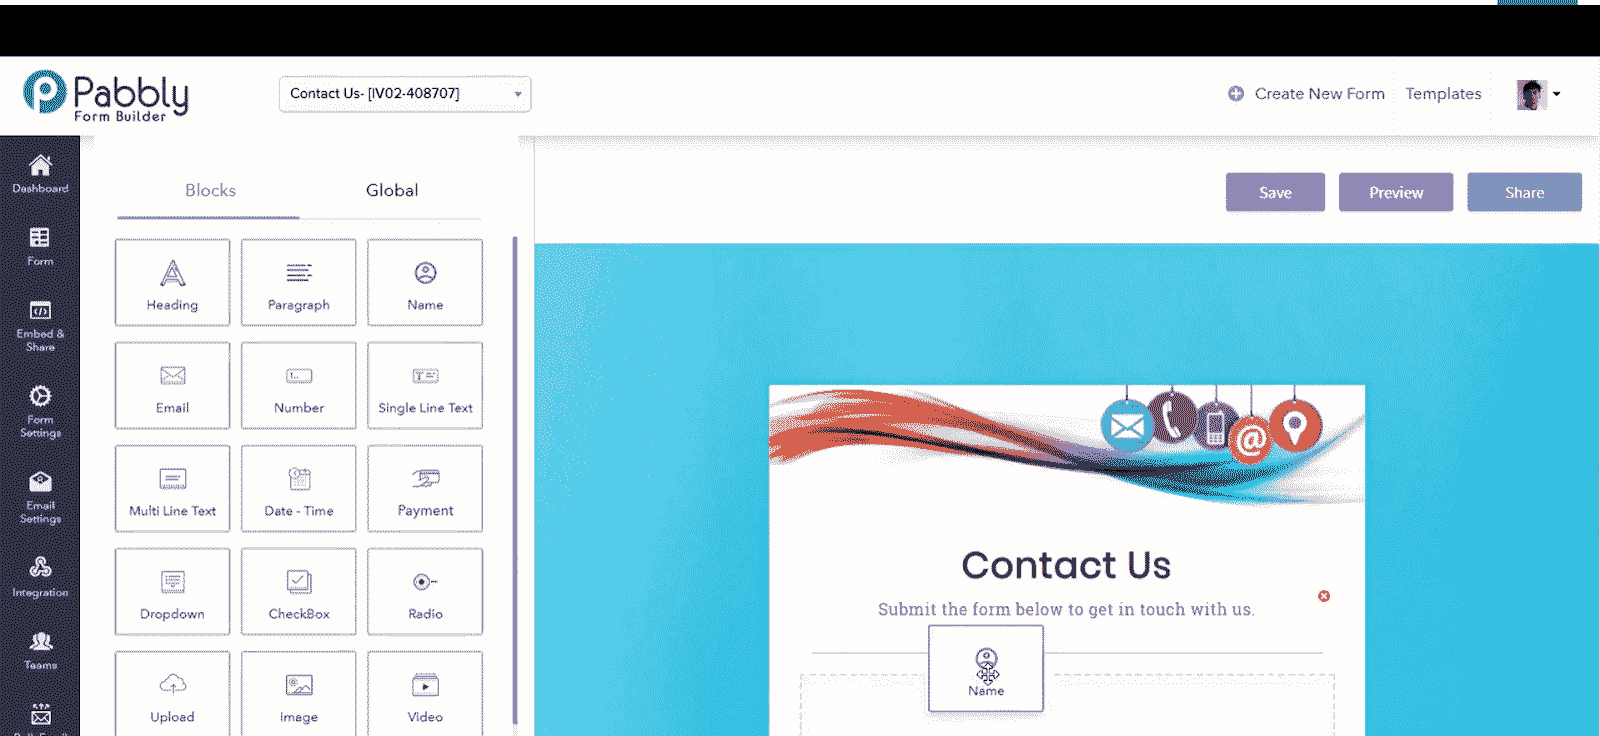 Pabbly
Form Builder
Contact Us- [IV02-408707]
Create New Form
Templates
Dashboard
Form
Embed &
Share
Form
Settings
Email
Settings
Integration
Teams
Blocks
Global
Heading
Paragraph
Name
Email
Number
Single Line Text
Multi Line Text
Date - Time
Payment
Dropdown
CheckBox
Radio
Upload
Image
Video
Save
Preview
Share
Contact Us
Submit the form below to get in touch with us.
Name